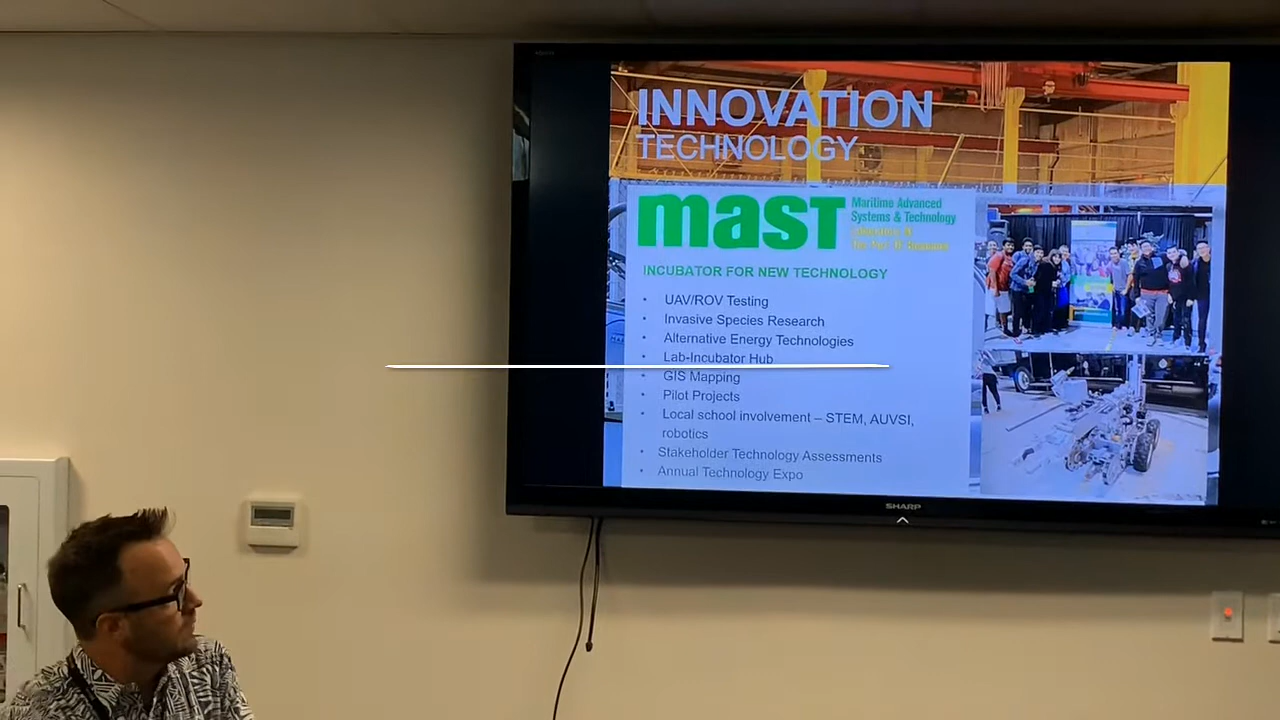 INNOVATION
TECHNOLOGY
mast
Maritime Advanced
Systems & Technology
INCUBATOR FOR NEW TECHNOLOGY
• UAV/ROV Testing
• Invasive Species Research
• Alternative Energy Technologies
• Lab-Incubator Hub
• GIS Mapping
• Pilot Projects
• Local school involvement – STEM, AUVSI,
robotics
• Stakeholder Technology Assessments
• Annual Technology Expo
SHARP